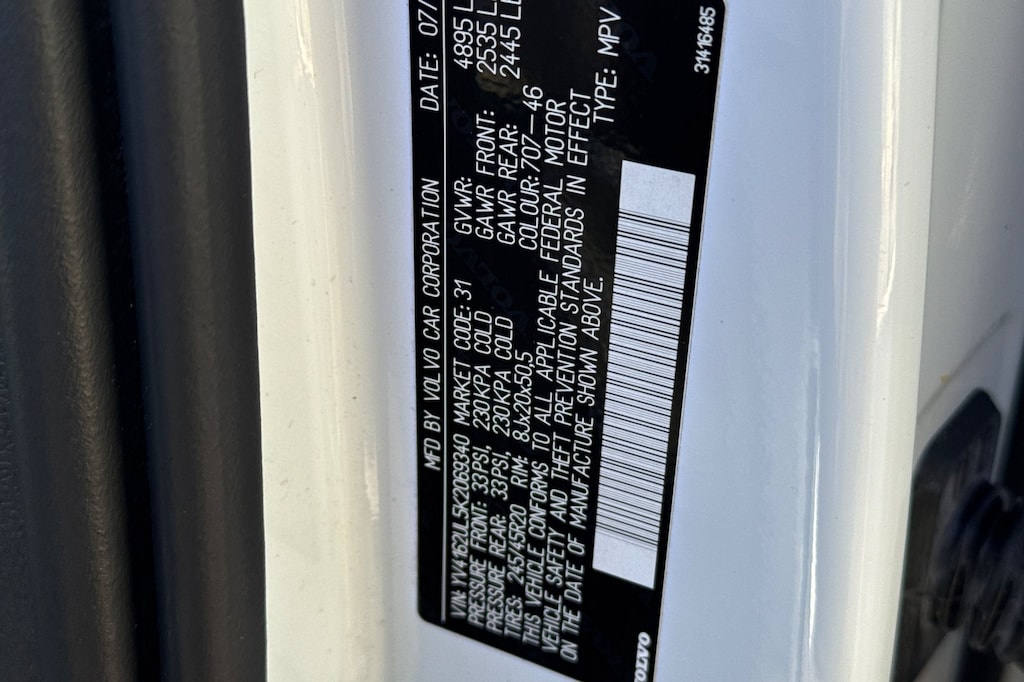 MFD BY VOLVO CAR CORPORATION DATE: 07/
VIN: YV4162UL5K2069340 MARKET CODE: 31 GVWR: 4895 L
PRESSURE FRONT: 33PSI, 230KPA COLD GAWR FRONT: 2535 L
PRESSURE REAR: 33PSI, 230KPA COLD GAWR REAR: 2445 LB
TIRES: 245/45R20 RIM: 8Jx20x50.5 COLOUR: 707-46
THIS VEHICLE CONFORMS TO ALL APPLICABLE FEDERAL MOTOR
VEHICLE SAFETY AND THEFT PREVENTION STANDARDS IN EFFECT
ON THE DATE OF MANUFACTURE SHOWN ABOVE. TYPE: MPV
VOLVO 31416485